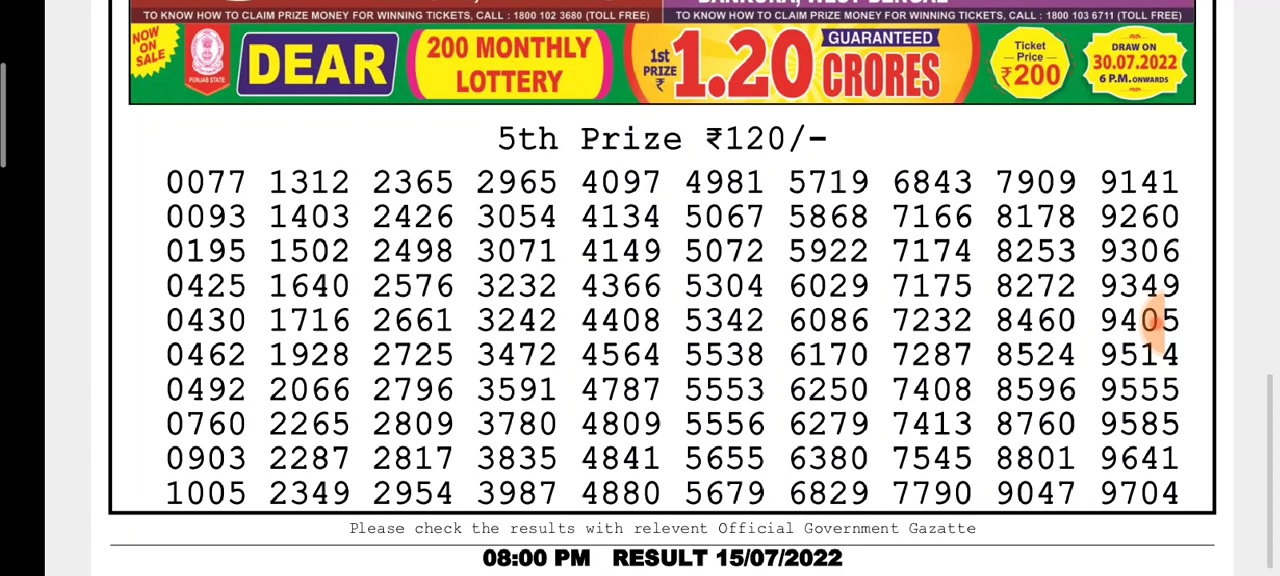 TO KNOW HOW TO CLAIM PRIZE MONEY FOR WINNING TICKETS, CALL : 1800 102 3680 (TOLL FREE) TO KNOW HOW TO CLAIM PRIZE MONEY FOR WINNING TICKETS, CALL : 1800 103 6711 (TOLL FREE)
NOW ON SALE
PUNJAB STATE
DEAR
200 MONTHLY
LOTTERY
1st PRIZE ₹ 1.20
GUARANTEED
CRORES
Ticket
Price
₹200
DRAW ON
30.07.2022
6 P.M. ONWARDS
5th Prize ₹120/-
0077 1312 2365 2965 4097 4981 5719 6843 7909 9141
0093 1403 2426 3054 4134 5067 5868 7166 8178 9260
0195 1502 2498 3071 4149 5072 5922 7174 8253 9306
0425 1640 2576 3232 4366 5304 6029 7175 8272 9349
0430 1716 2661 3242 4408 5342 6086 7232 8460 9405
0462 1928 2725 3472 4564 5538 6170 7287 8524 9514
0492 2066 2796 3591 4787 5553 6250 7408 8596 9555
0760 2265 2809 3780 4809 5556 6279 7413 8760 9585
0903 2287 2817 3835 4841 5655 6380 7545 8801 9641
1005 2349 2954 3987 4880 5679 6829 7790 9047 9704
Please check the results with relevent Official Government Gazatte
08:00 PM RESULT 15/07/2022